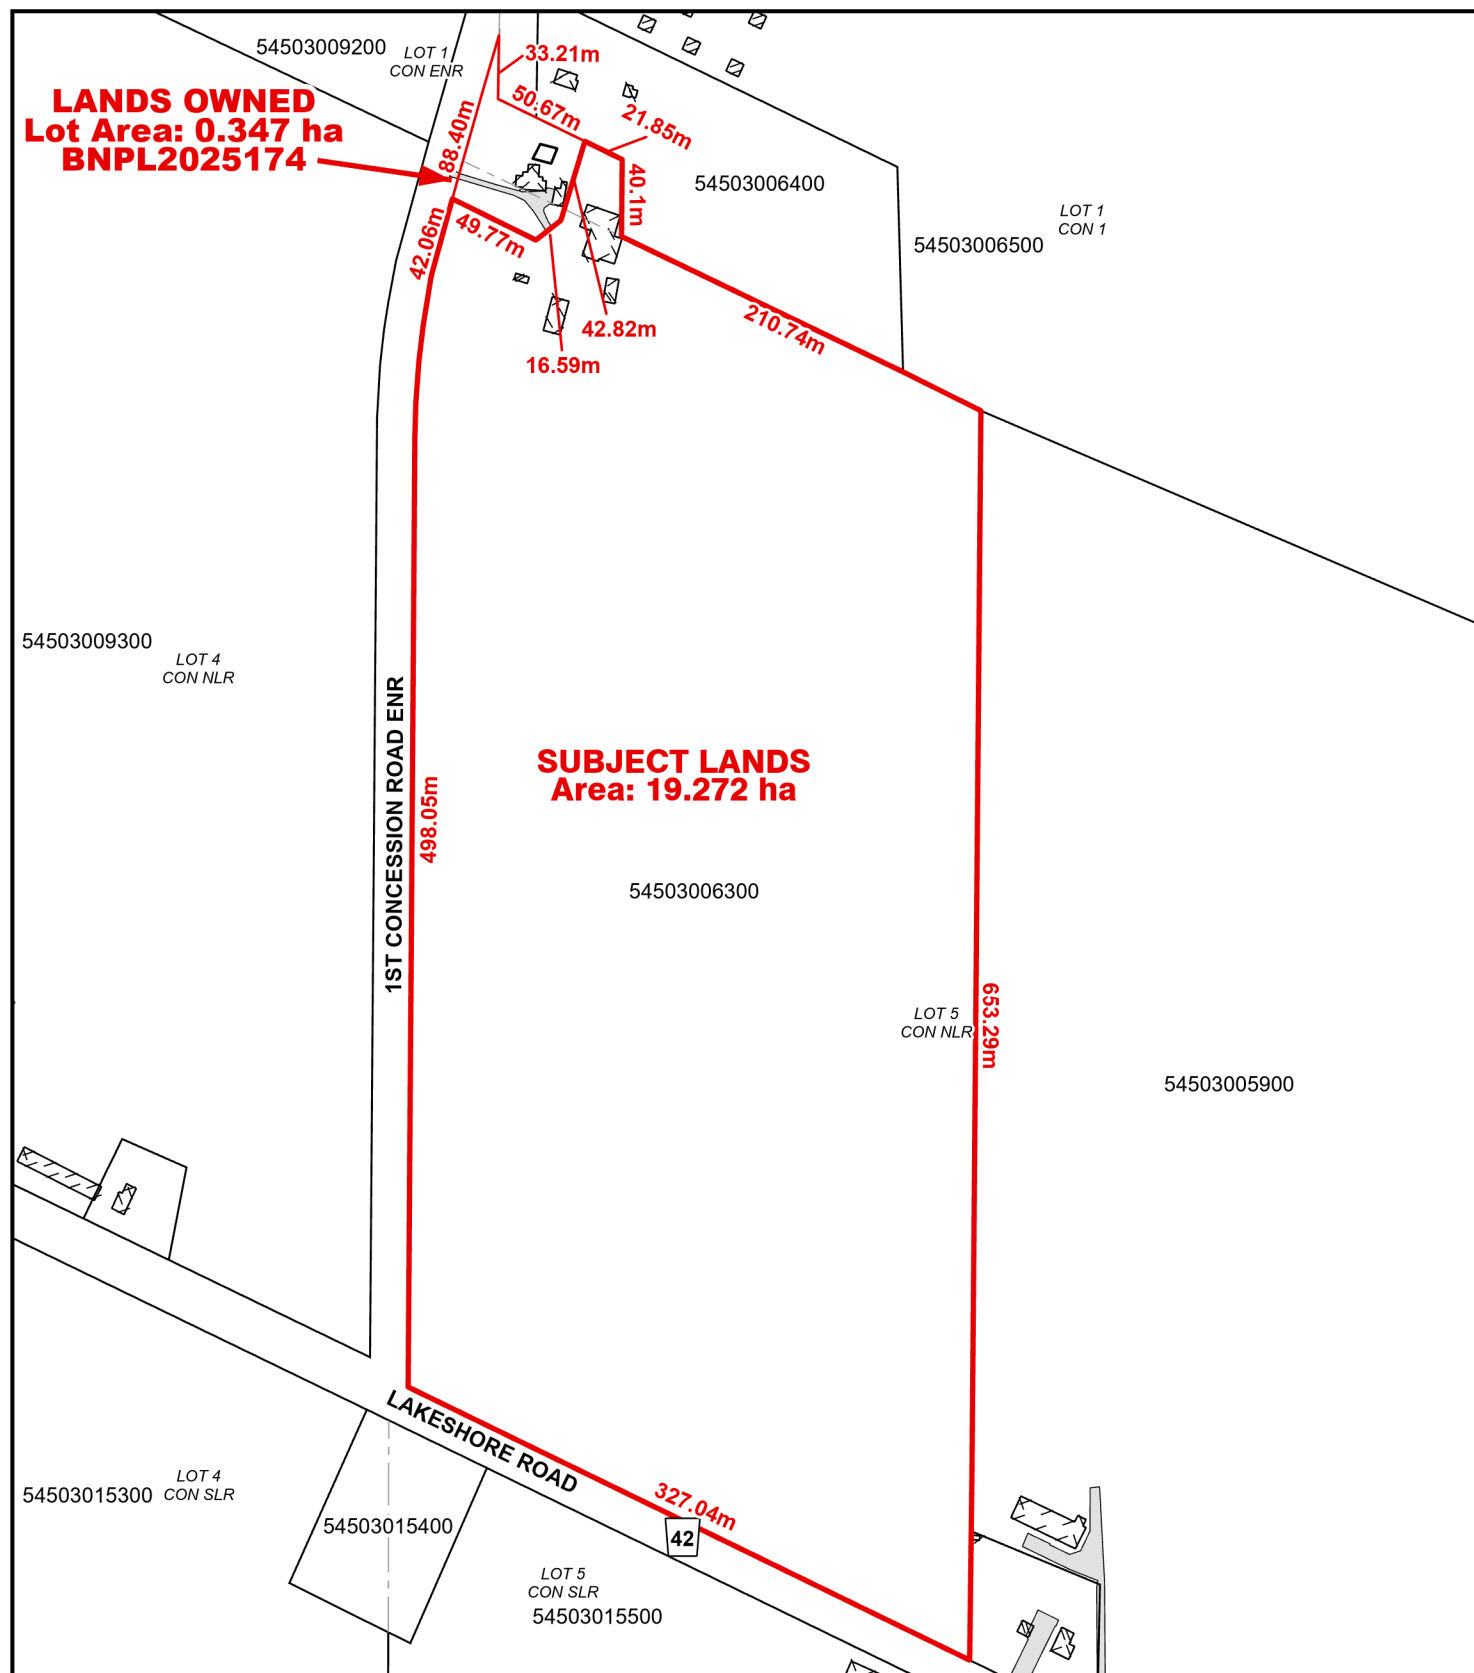 54503009200
LOT 1
CON ENR
33.21m
LANDS OWNED
Lot Area: 0.347 ha
BNPL2025174
88.40m
50.67m
21.85m
40.1m
54503006400
LOT 1
CON 1
54503006500
42.06m
49.77m
42.82m
16.59m
210.74m
54503009300
LOT 4
CON NLR
1ST CONCESSION ROAD ENR
498.05m
SUBJECT LANDS
Area: 19.272 ha
54503006300
LOT 5
CON NLR
653.29m
54503005900
LAKESHORE ROAD
327.04m
42
54503015300
LOT 4
CON SLR
54503015400
LOT 5
CON SLR
54503015500